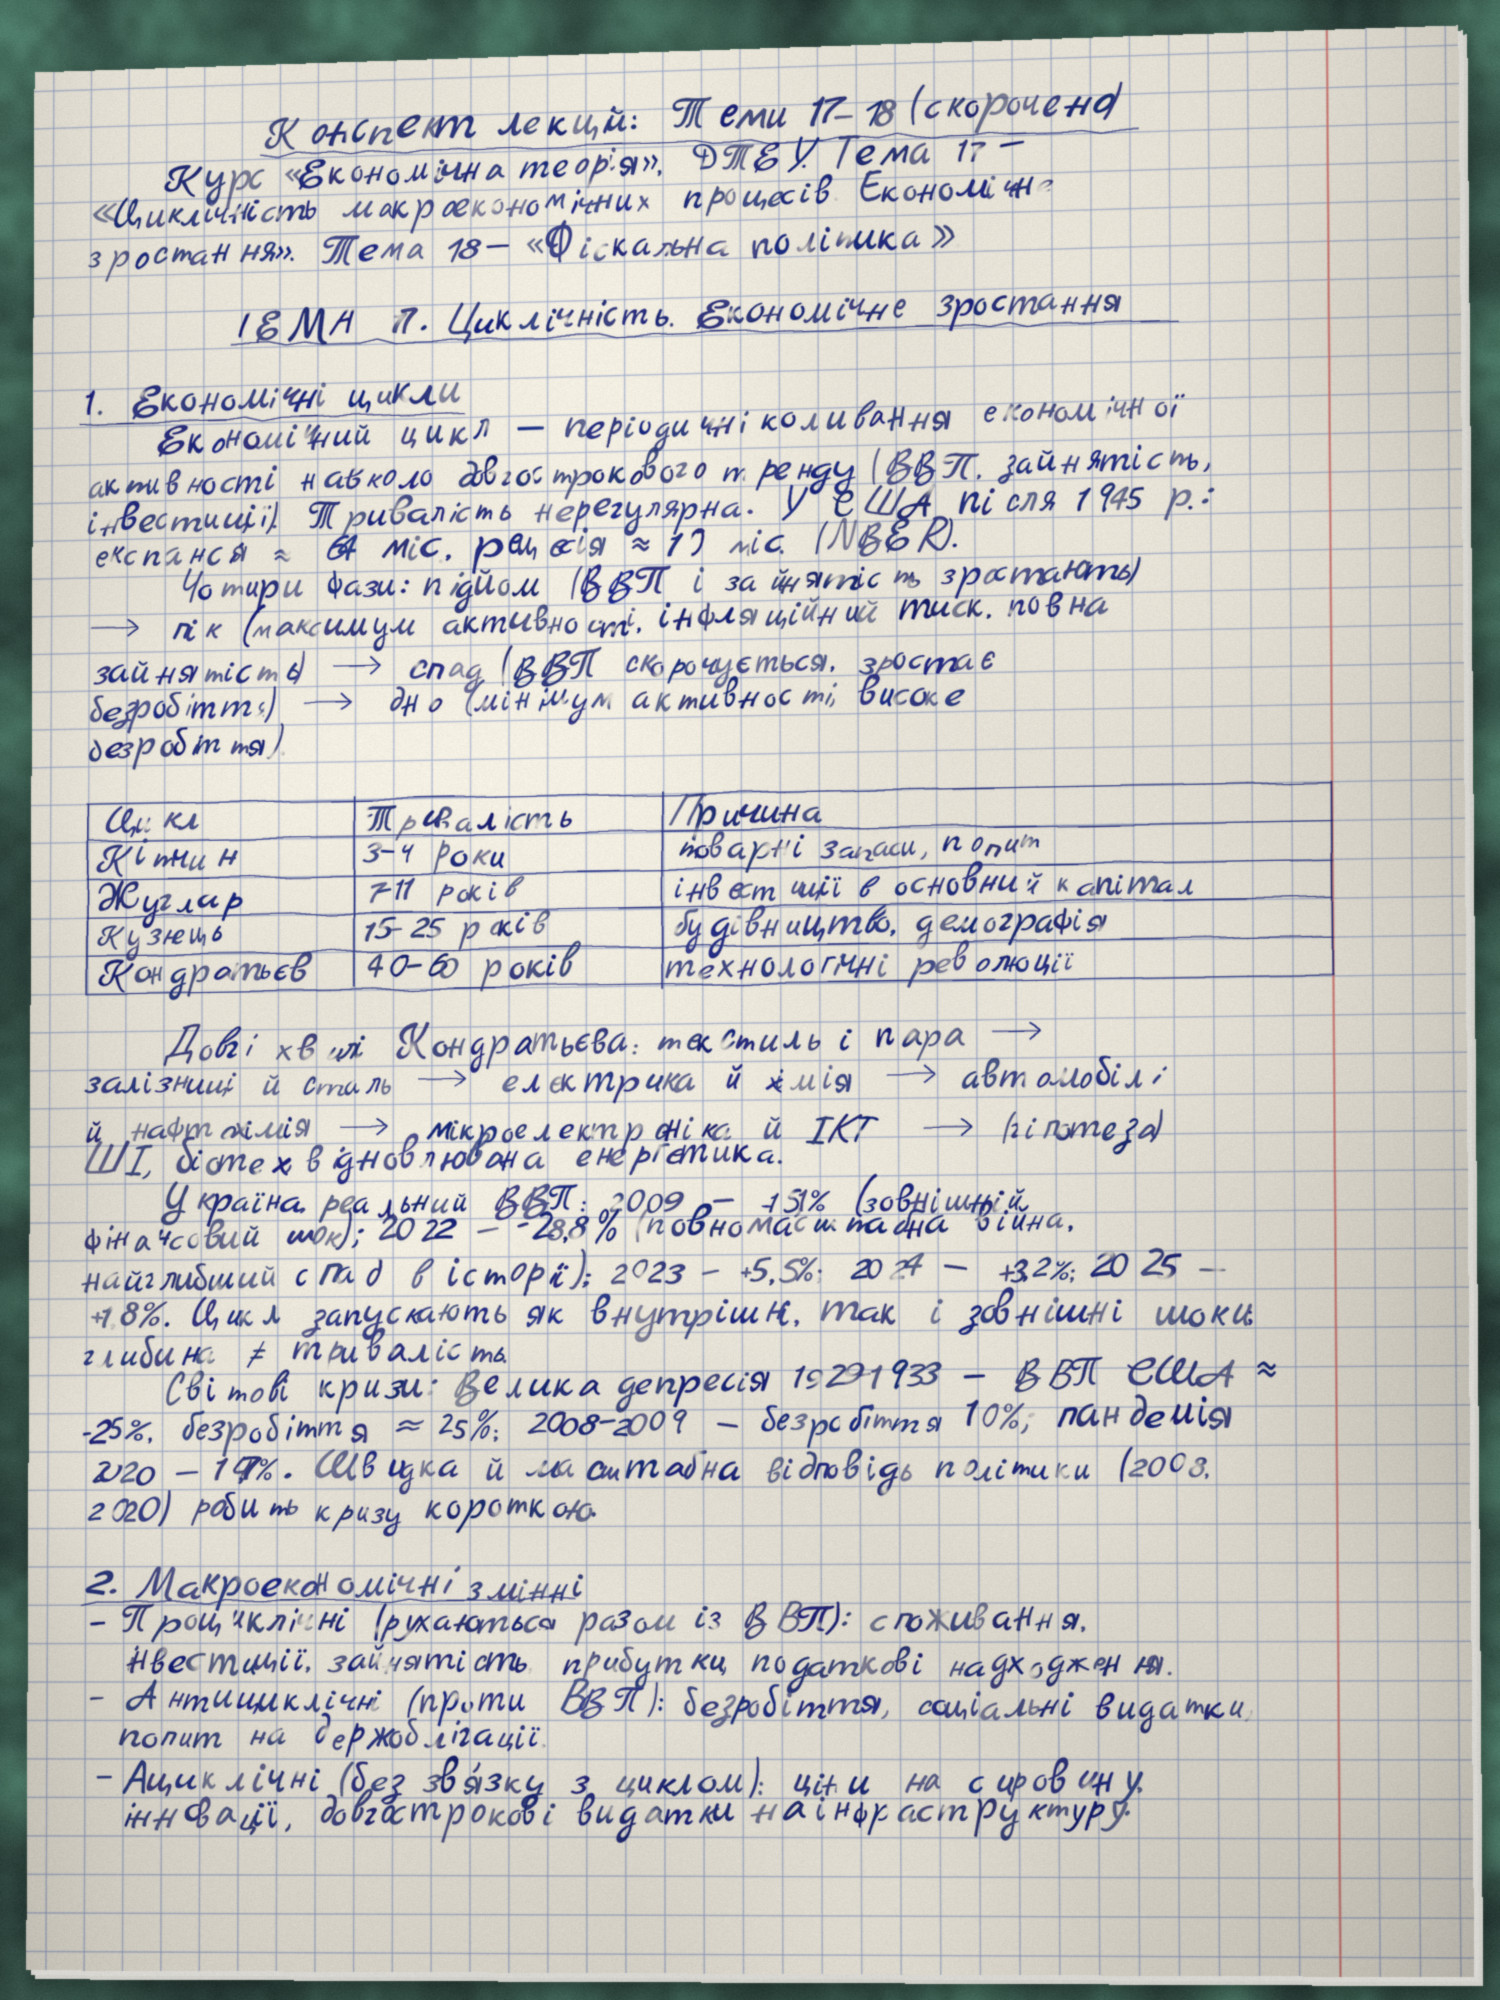 Конспект лекцій: Теми 17–18 (скорочено)
Курс «Економічна теорія», ДТЕУ. Тема 17 —
«Циклічність макроекономічних процесів. Економічне
зростання». Тема 18 — «Фіскальна політика»
ТЕМА 17. Циклічність. Економічне зростання
1. Економічні цикли
Економічний цикл — періодичні коливання економічної
активності навколо довгострокового тренду (ВВП, зайнятість,
інвестиції). Тривалість нерегулярна. У США після 1945 р.:
експансія ≈ 64 міс., рецесія ≈ 10 міс. (NBER).
Чотири фази: підйом (ВВП і зайнятість зростають)
→ пік (максимум активності, інфляційний тиск, повна
зайнятість) → спад (ВВП скорочується, зростає
безробіття) → дно (мінімум активності, високе
безробіття).
Цикл Тривалість Причина
Кітчин 3–4 роки товарні запаси, попит
Жуглар 7–11 років інвестиції в основний капітал
Кузнець 15–25 років будівництво, демографія
Кондратьєв 40–60 років технологічні революції
Довгі хвилі Кондратьєва: текстиль і пара →
залізниці й сталь → електрика й хімія → автомобілі
й нафтохімія → мікроелектроніка й ІКТ → (гіпотеза)
ШІ, біотех, відновлювана енергетика.
Україна, реальний ВВП: 2009 — -15,1% (зовнішній
фінансовий шок); 2022 — -28,8% (повномасштабна війна,
найглибший спад в історії); 2023 — +5,5%; 2024 — +3,2%; 2025 —
+1,8%. Цикл запускають як внутрішні, так і зовнішні шоки;
глибина ≠ тривалість.
Світові кризи: Велика депресія 1929–1933 — ВВП США ≈
-25%, безробіття ≈ 25%; 2008–2009 — безробіття 10%; пандемія
2020 — 14,7%. Швидка й масштабна відповідь політики (2008,
2020) робить кризу короткою.
2. Макроекономічні змінні
– Проциклічні (рухаються разом із ВВП): споживання,
інвестиції, зайнятість, прибутки, податкові надходження.
– Антициклічні (проти ВВП): безробіття, соціальні видатки,
попит на держоблігації.
– Ациклічні (без зв'язку з циклом): ціни на сировину,
інновації, довгострокові видатки на інфраструктуру.